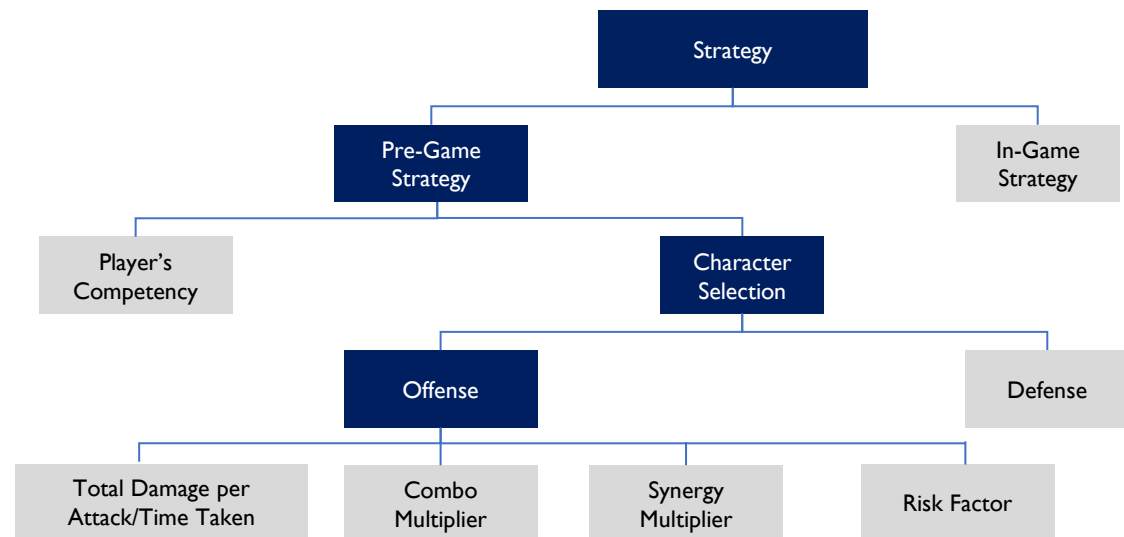 Strategy
Pre-Game
Strategy
In-Game
Strategy
Player’s
Competency
Character
Selection
Offense
Defense
Total Damage per
Attack/Time Taken
Combo
Multiplier
Synergy
Multiplier
Risk Factor